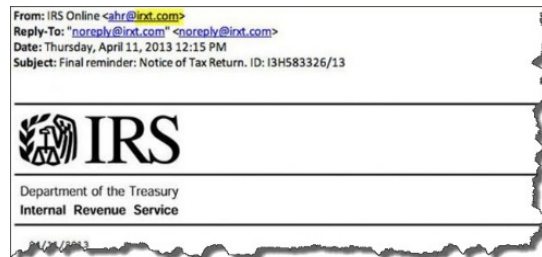 From: IRS Online <ahr@irxt.com>
Reply-To: "noreply@irxt.com" <noreply@irxt.com>
Date: Thursday, April 11, 2013 12:15 PM
Subject: Final reminder: Notice of Tax Return. ID: I3H583326/13
IRS
Department of the Treasury
Internal Revenue Service